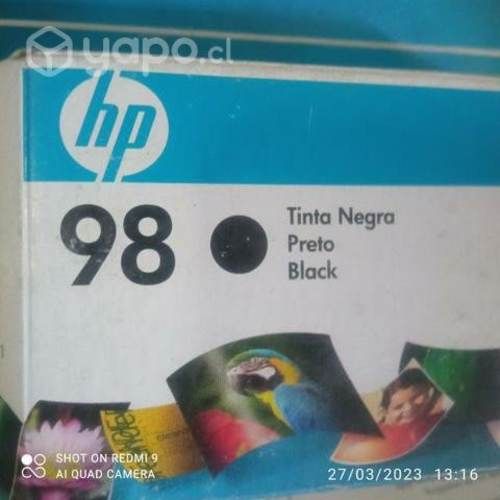 yapo.cl
hp
98
Tinta Negra
Preto
Black
SHOT ON REDMI 9
AI QUAD CAMERA
27/03/2023 13:16